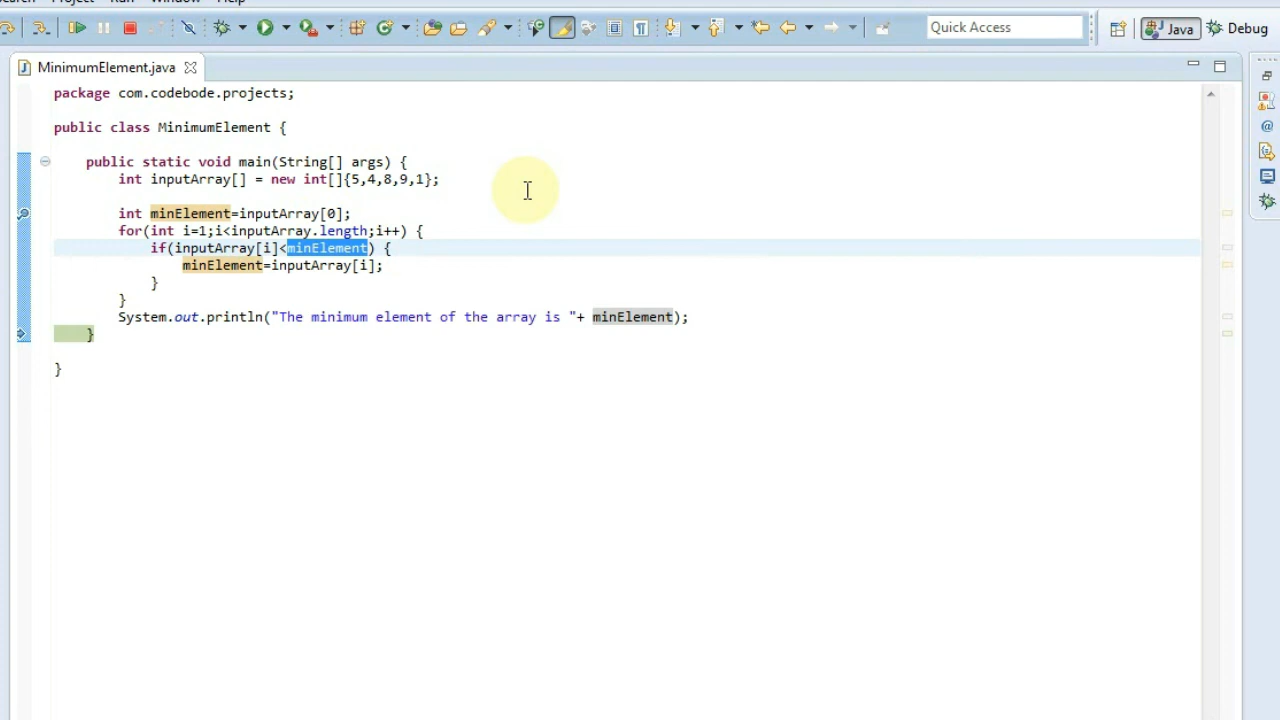 Search Project Run Window Help
Quick Access
Java
Debug
MinimumElement.java
package com.codebode.projects;
public class MinimumElement {
public static void main(String[] args) {
int inputArray[] = new int[]{5,4,8,9,1};
int minElement=inputArray[0];
for(int i=1;i<inputArray.length;i++) {
if(inputArray[i]<minElement) {
minElement=inputArray[i];
}
}
System.out.println("The minimum element of the array is "+ minElement);
}
}